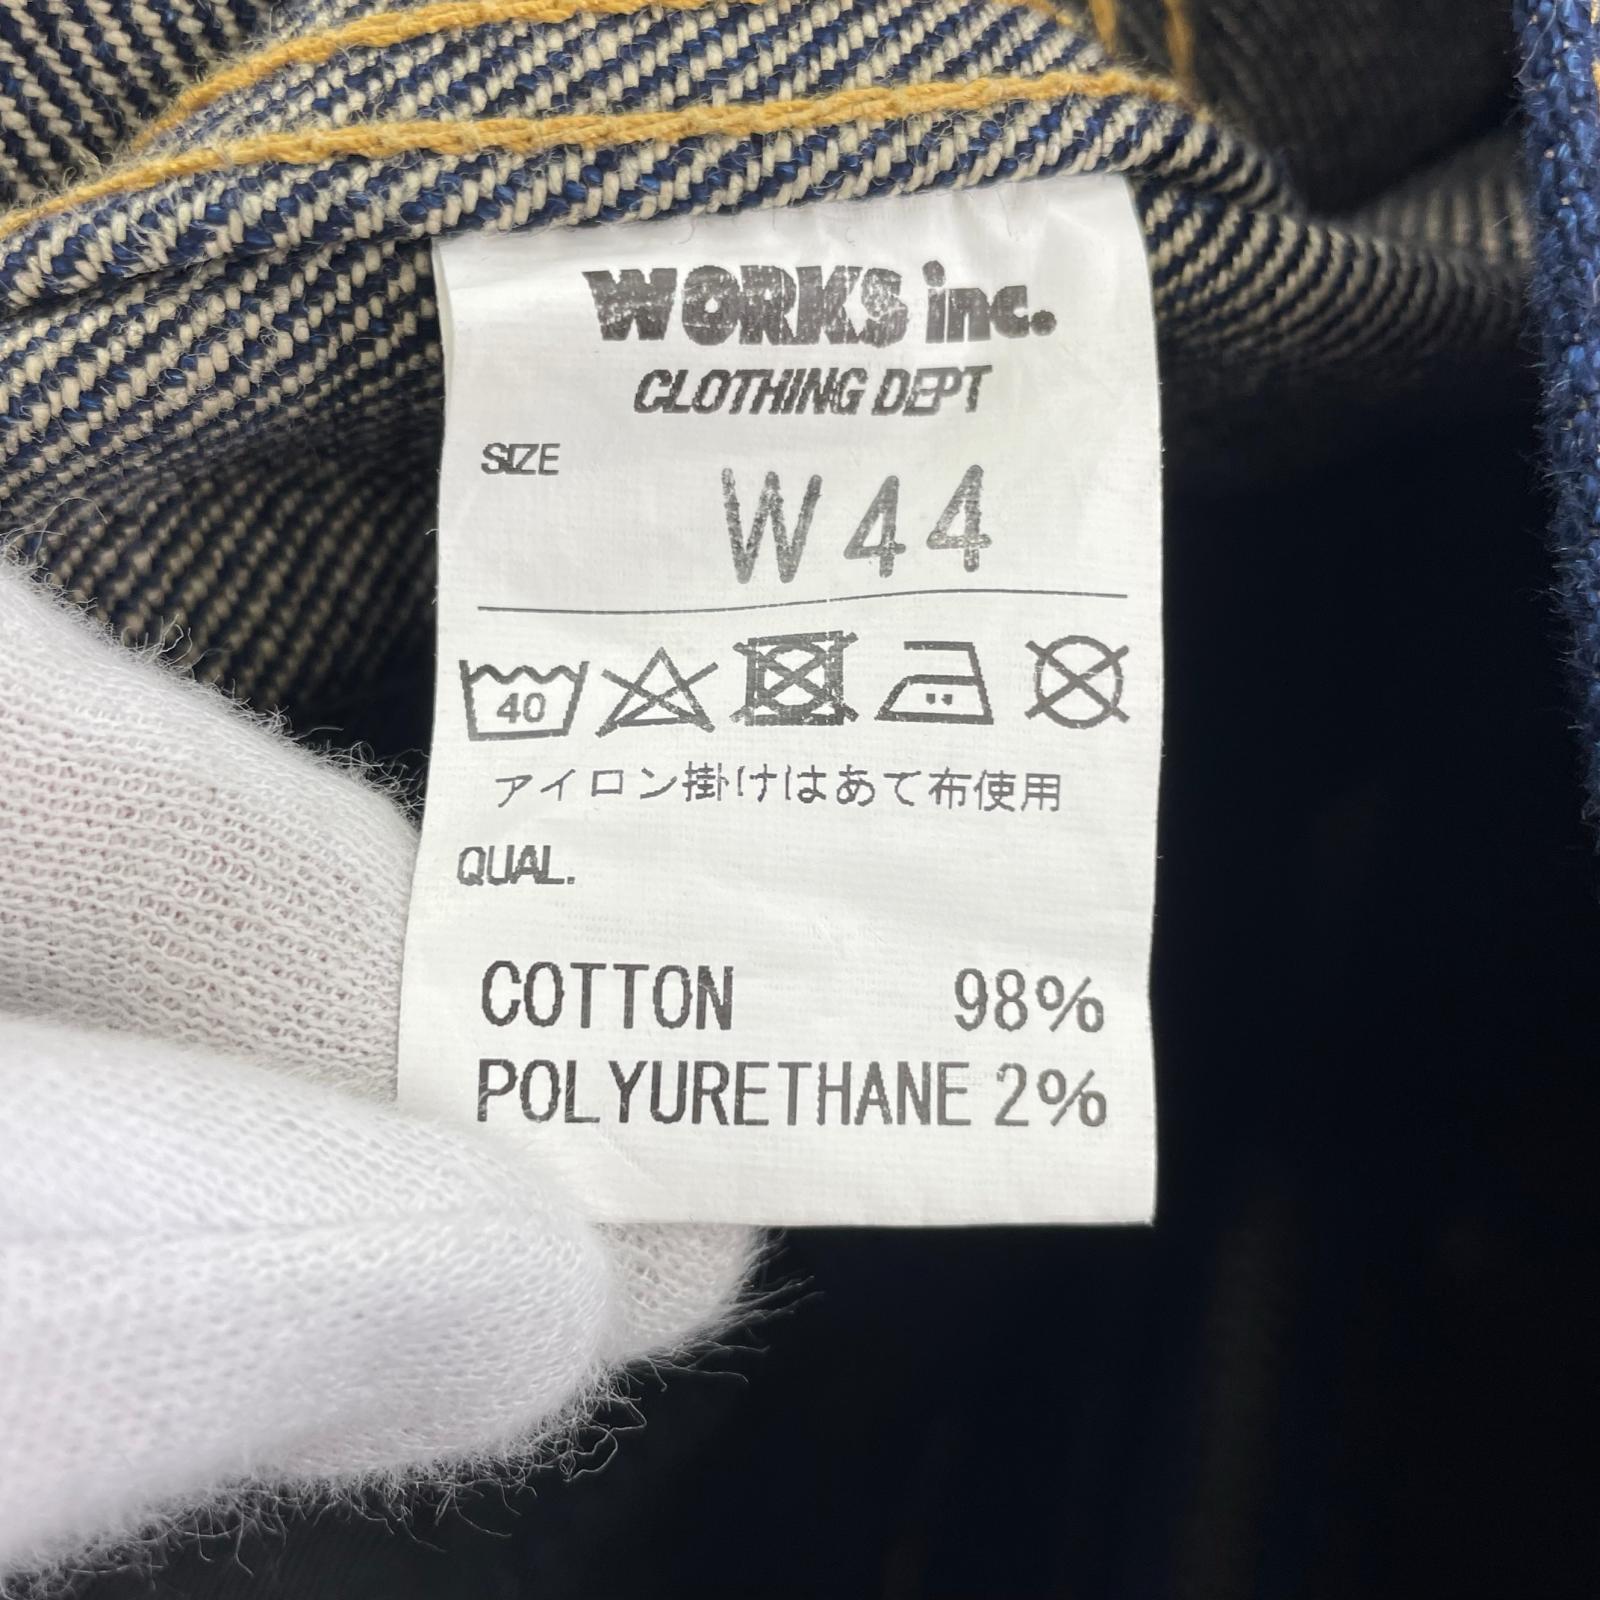 WORKS inc.
CLOTHING DEPT
SIZE
W44
40
アイロン掛けはあて布使用
QUAL.
COTTON 98%
POLYURETHANE 2%